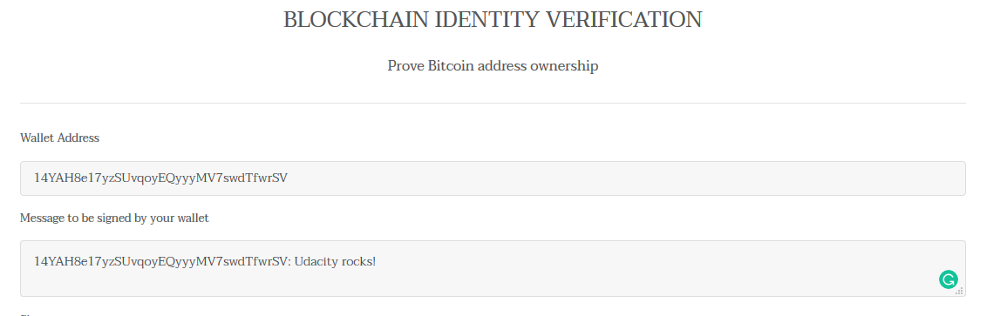 BLOCKCHAIN IDENTITY VERIFICATION
Prove Bitcoin address ownership
Wallet Address
14YAH8e17yzSUvqoyEQyyyMV7swdTfwrSV
Message to be signed by your wallet
14YAH8e17yzSUvqoyEQyyyMV7swdTfwrSV: Udacity rocks!